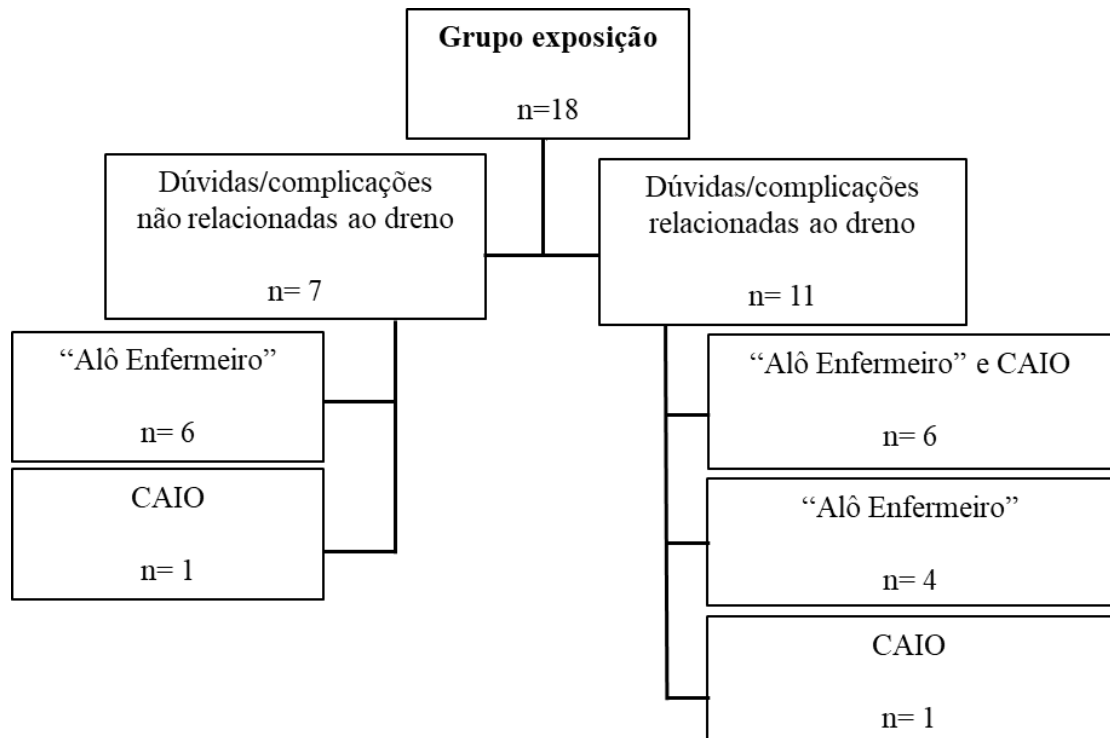 Grupo exposição
n=18
Dúvidas/complicações
não relacionadas ao dreno
n= 7
Dúvidas/complicações
relacionadas ao dreno
n= 11
“Alô Enfermeiro”
n= 6
CAIO
n= 1
“Alô Enfermeiro” e CAIO
n= 6
“Alô Enfermeiro”
n= 4
CAIO
n= 1